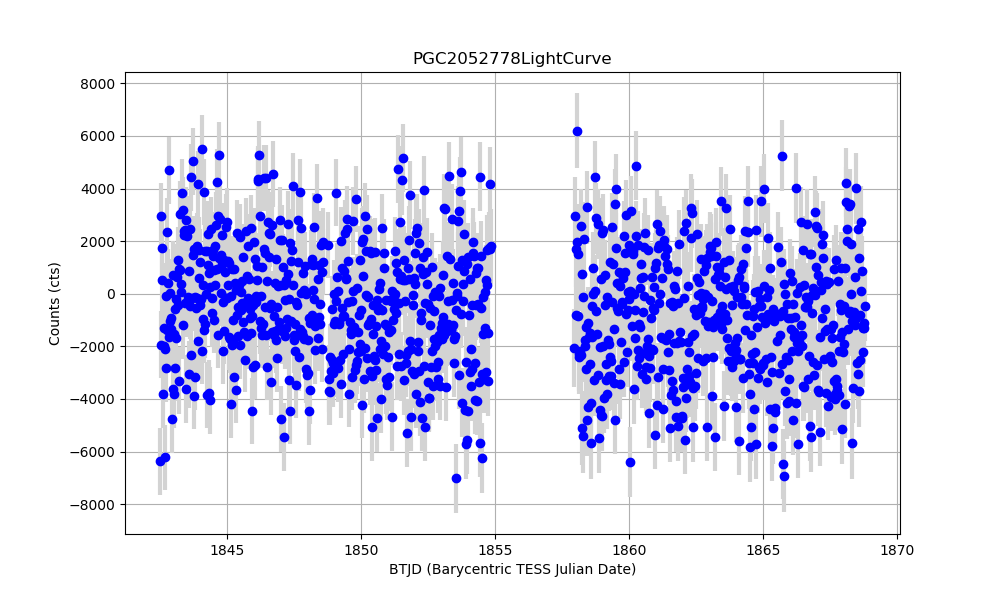 PGC2052778LightCurve
8000
6000
4000
2000
0
−2000
−4000
−6000
−8000
Counts (cts)
1845 1850 1855 1860 1865 1870
BTJD (Barycentric TESS Julian Date)